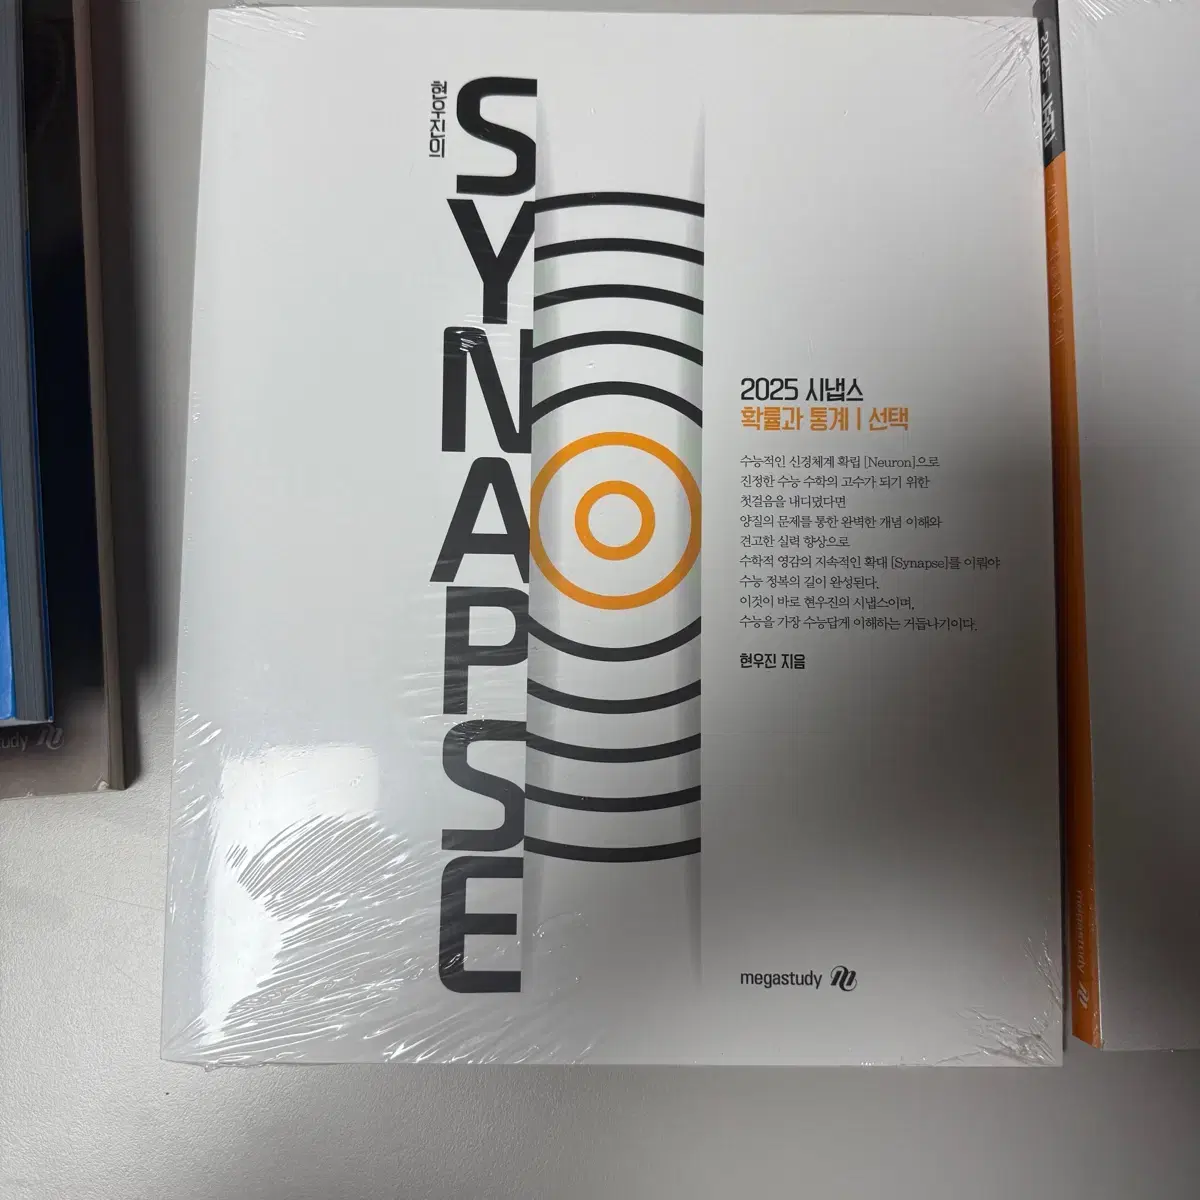 현우진의
SYNAPSE
2025 시냅스
확률과 통계 | 선택
수능적인 신경체계 확립 [Neuron]으로
진정한 수능 수학의 고수가 되기 위한
첫걸음을 내디뎠다면
양질의 문제를 통한 완벽한 개념 이해와
견고한 실력 향상으로
수학적 영감의 지속적인 확대 [Synapse]를 이뤄야
수능 정복의 길이 완성된다.
이것이 바로 현우진의 시냅스이며,
수능을 가장 수능답게 이해하는 거듭나기이다.
현우진 지음
megastudy
2025
megastudy
udy